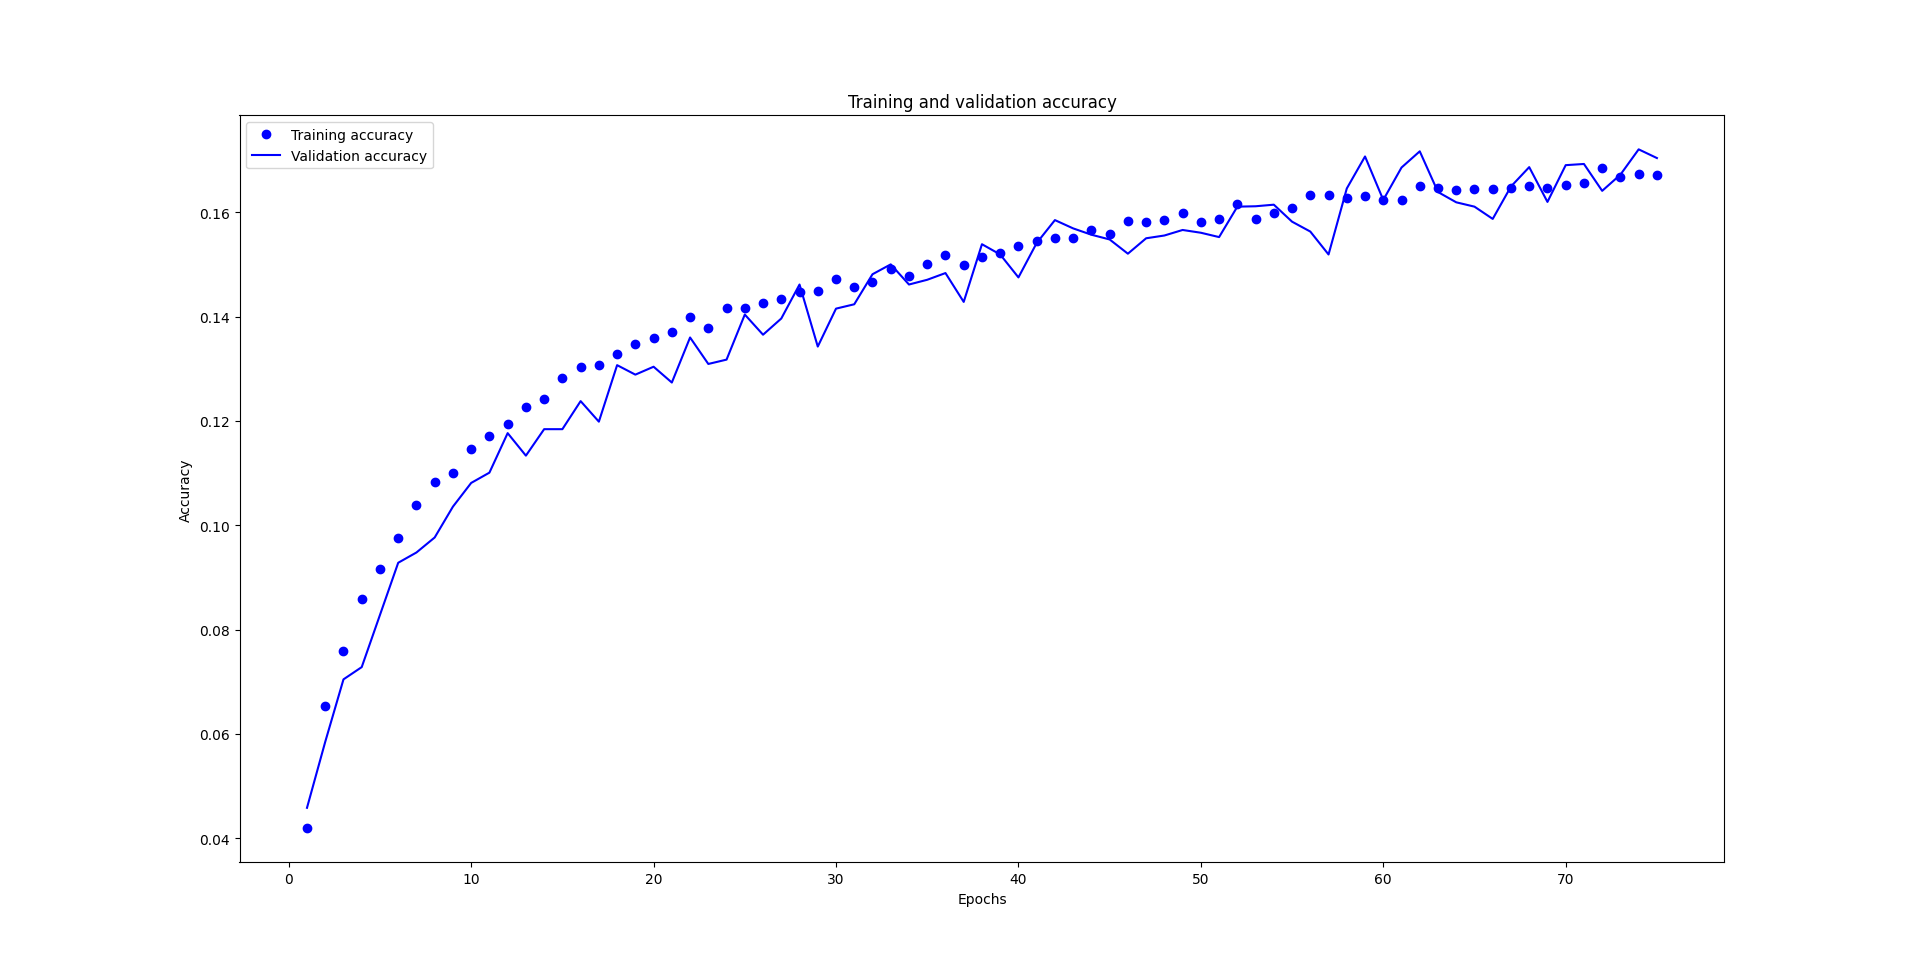 Training and validation accuracy
Training accuracy
Validation accuracy
0.16
0.14
0.12
0.10
0.08
0.06
0.04
Accuracy
0 10 20 30 40 50 60 70
Epochs